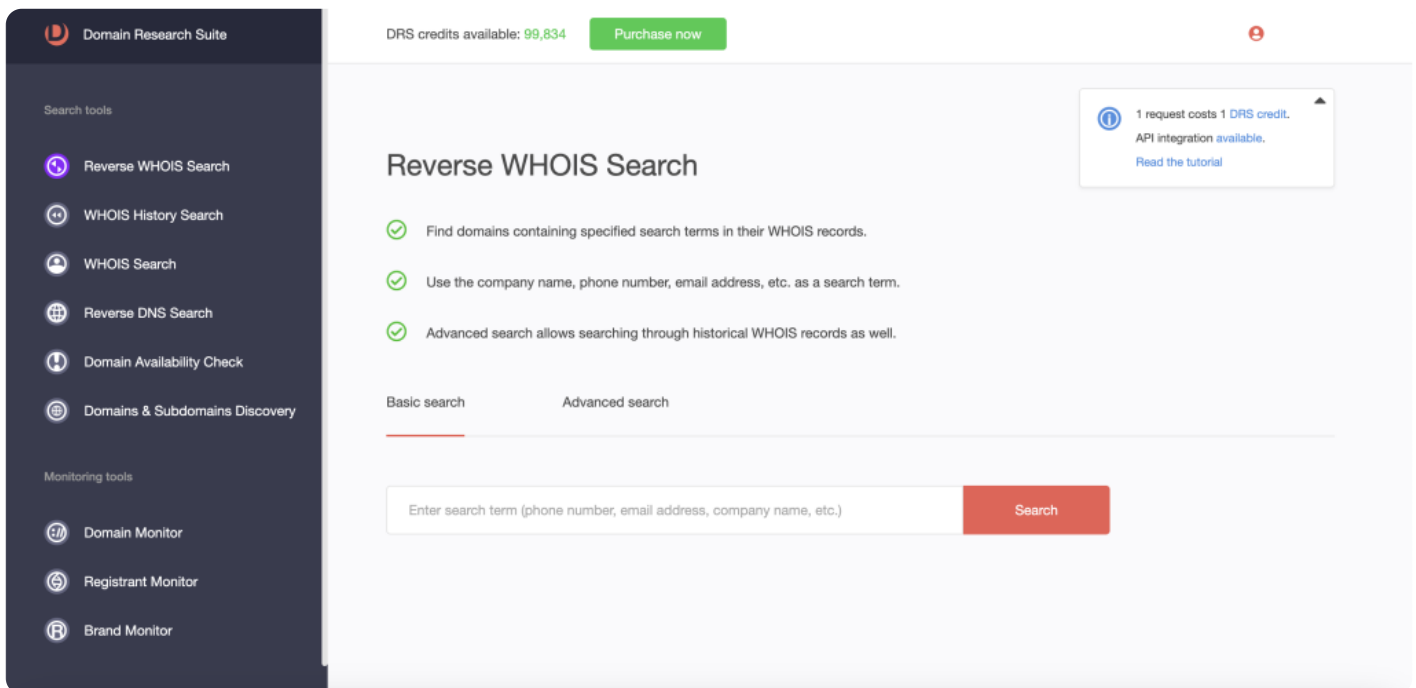 Domain Research Suite
DRS credits available: 99,834
Purchase now
Search tools
Reverse WHOIS Search
WHOIS History Search
WHOIS Search
Reverse DNS Search
Domain Availability Check
Domains & Subdomains Discovery
Monitoring tools
Domain Monitor
Registrant Monitor
Brand Monitor
1 request costs 1 DRS credit.
API integration available.
Read the tutorial
Reverse WHOIS Search
Find domains containing specified search terms in their WHOIS records.
Use the company name, phone number, email address, etc. as a search term.
Advanced search allows searching through historical WHOIS records as well.
Basic search
Advanced search
Enter search term (phone number, email address, company name, etc.)
Search